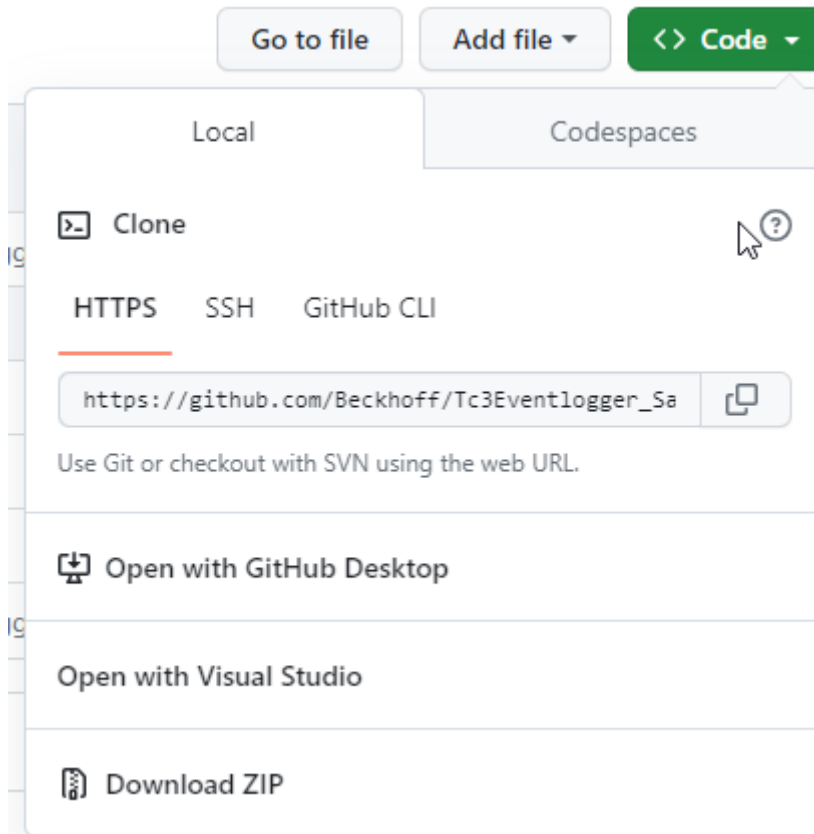 Go to file
Add file
<> Code
Local
Codespaces
Clone
HTTPS
SSH
GitHub CLI
https://github.com/Beckhoff/Tc3Eventlogger_Sa
Use Git or checkout with SVN using the web URL.
Open with GitHub Desktop
Open with Visual Studio
Download ZIP